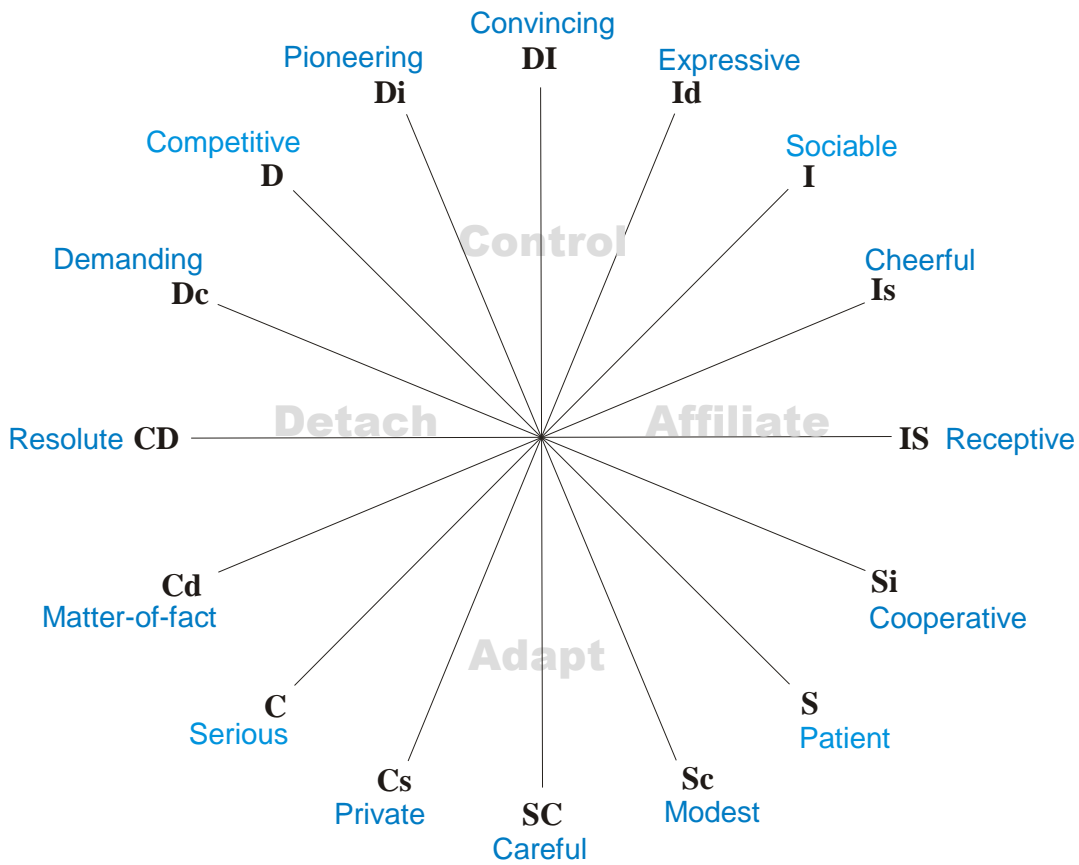 Convincing
DI
Pioneering
Di
Expressive
Id
Competitive
D
Sociable
I
Control
Demanding
Dc
Cheerful
Is
Detach
Affiliate
Resolute CD
IS Receptive
Cd
Matter-of-fact
Si
Cooperative
Adapt
C
Serious
S
Patient
Cs
Private
Sc
Modest
SC
Careful